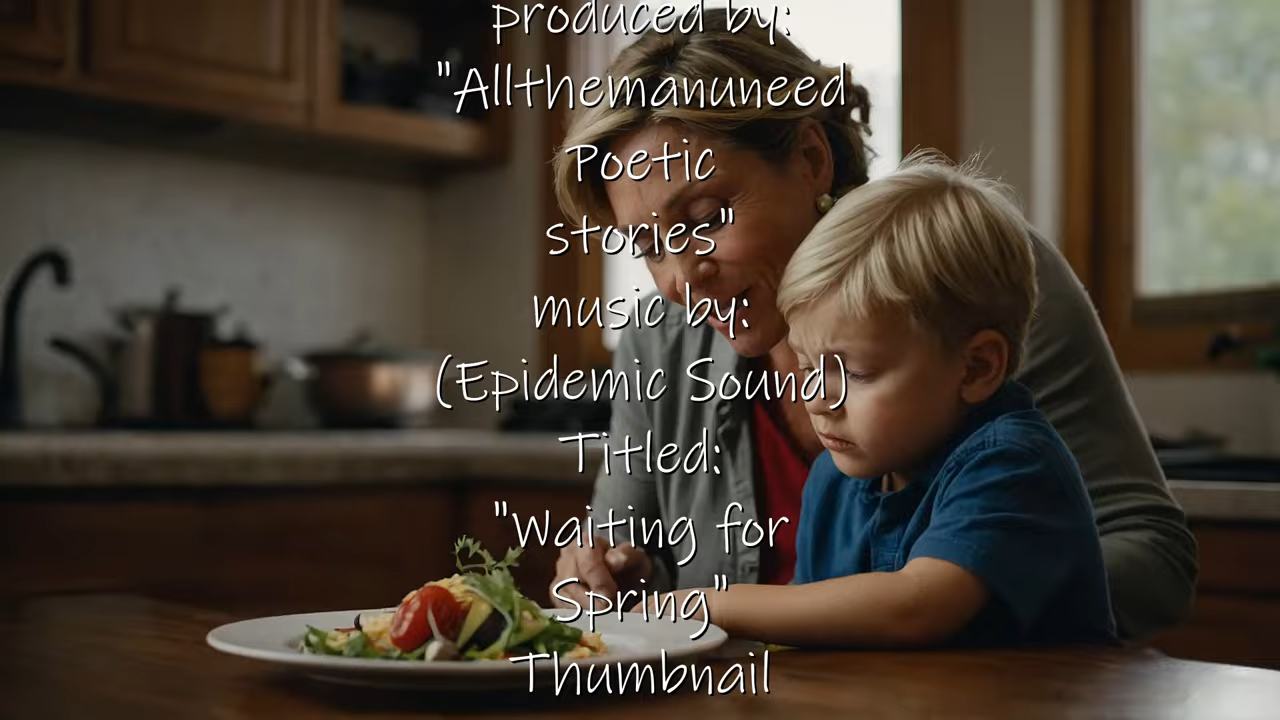 produced by:
"Allthemanuneed
Poetic
stories"
music by:
(Epidemic Sound)
Titled:
"Waiting for
Spring"
Thumbnail